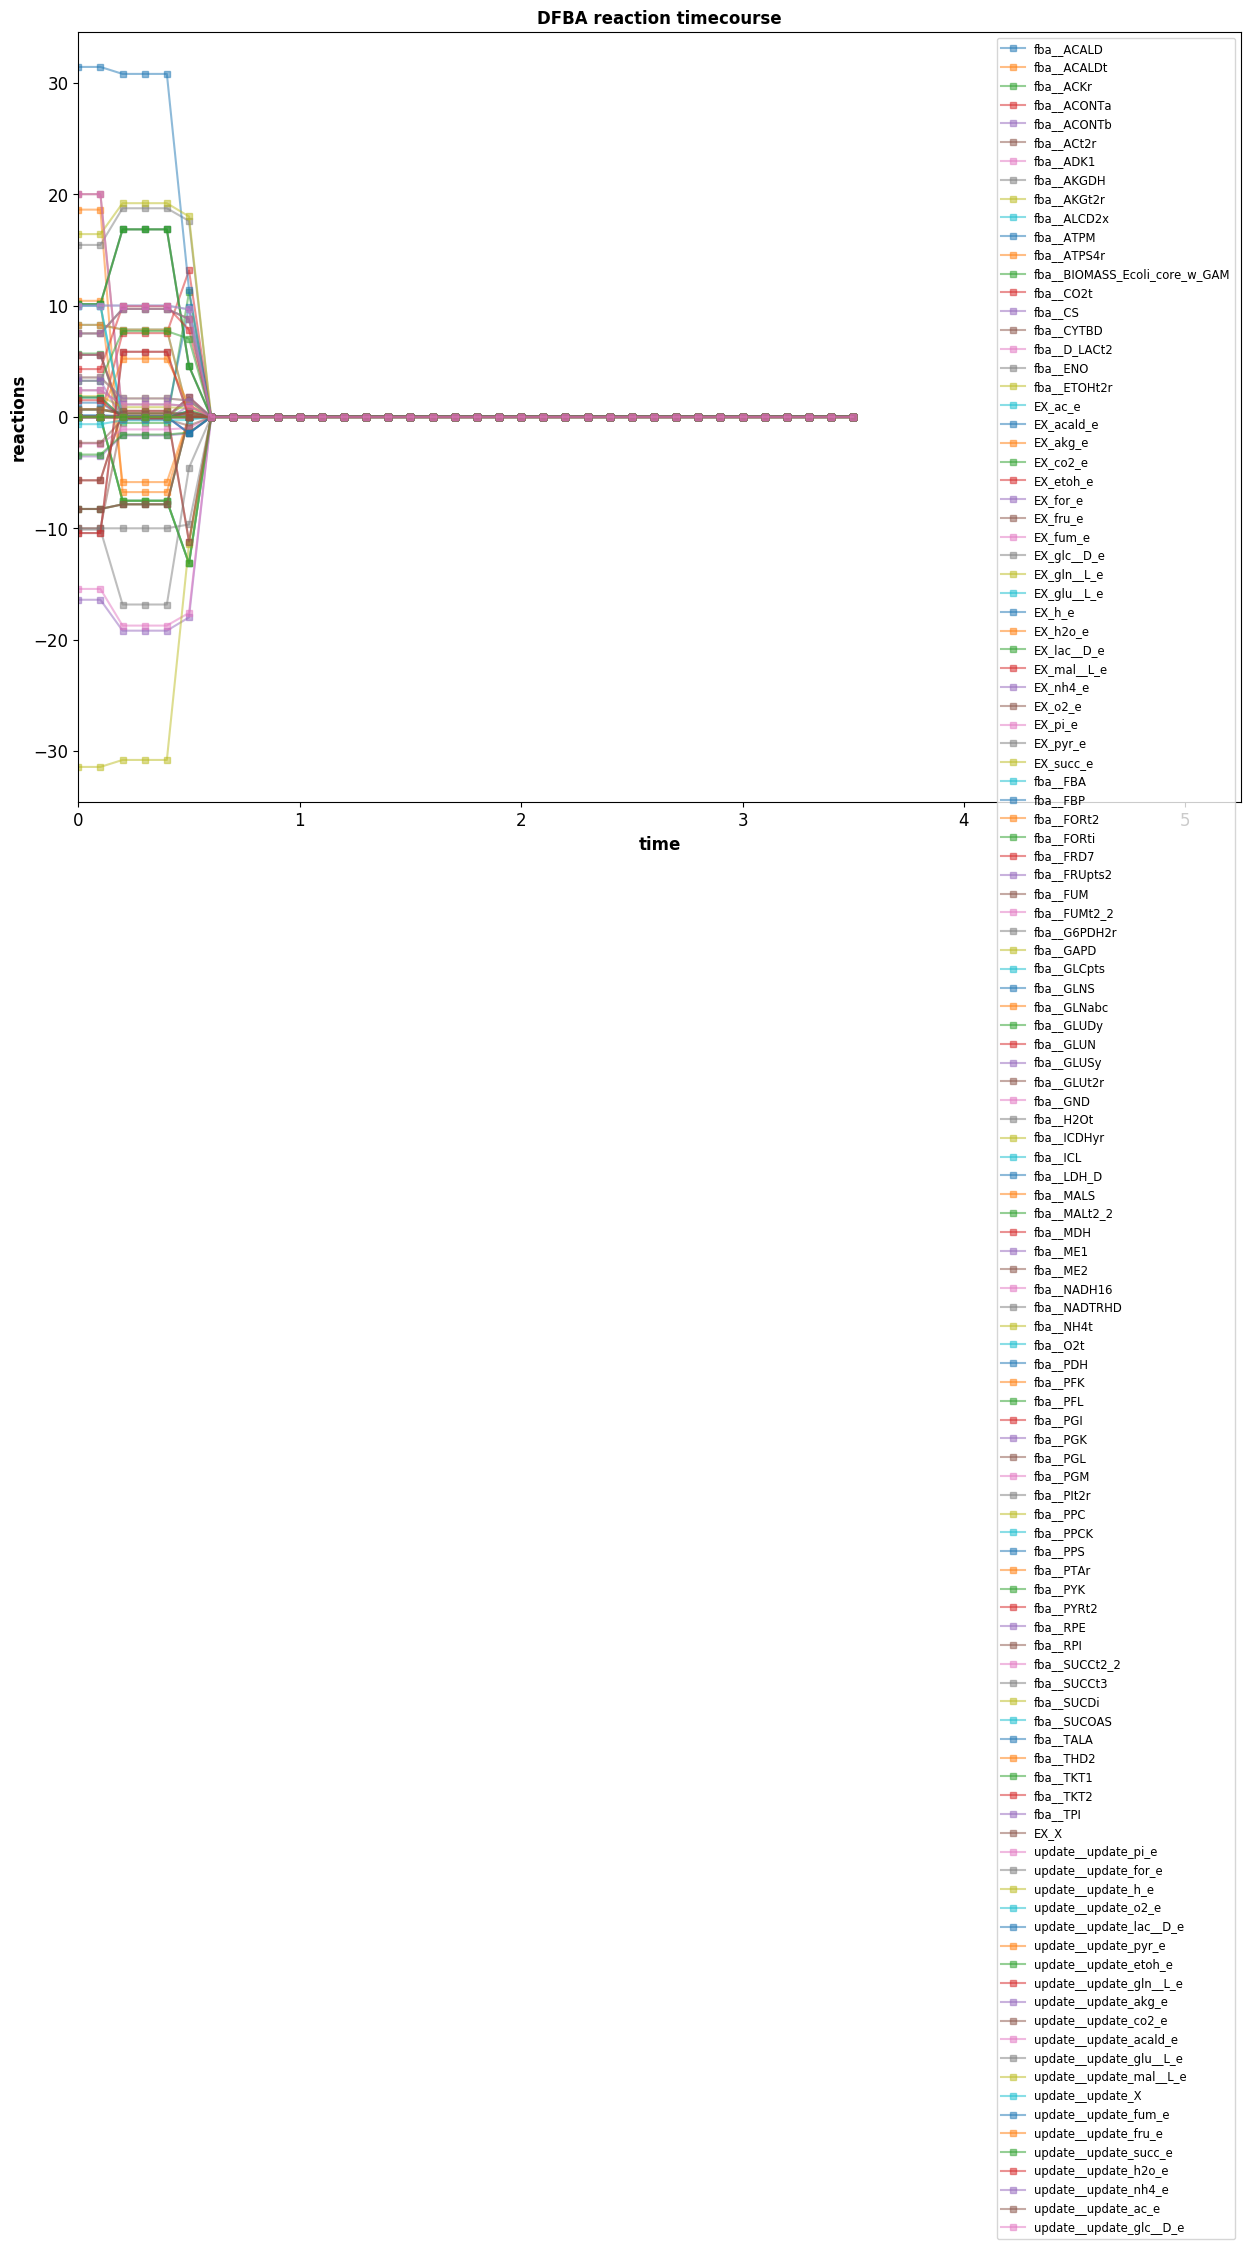 DFBA reaction timecourse
reactions
30
20
10
0
−10
−20
−30
0
1
2
3
4
5
time
fba__ACALD
fba__ACALDt
fba__ACKr
fba__ACONTa
fba__ACONTb
fba__ACt2r
fba__ADK1
fba__AKGDH
fba__AKGt2r
fba__ALCD2x
fba__ATPM
fba__ATPS4r
fba__BIOMASS_Ecoli_core_w_GAM
fba__CO2t
fba__CS
fba__CYTBD
fba__D_LACt2
fba__ENO
fba__ETOHt2r
EX_ac_e
EX_acald_e
EX_akg_e
EX_co2_e
EX_etoh_e
EX_for_e
EX_fru_e
EX_fum_e
EX_glc__D_e
EX_gln__L_e
EX_glu__L_e
EX_h_e
EX_h2o_e
EX_lac__D_e
EX_mal__L_e
EX_nh4_e
EX_o2_e
EX_pi_e
EX_pyr_e
EX_succ_e
fba__FBA
fba__FBP
fba__FORt2
fba__FORti
fba__FRD7
fba__FRUpts2
fba__FUM
fba__FUMt2_2
fba__G6PDH2r
fba__GAPD
fba__GLCpts
fba__GLNS
fba__GLNabc
fba__GLUDy
fba__GLUN
fba__GLUSy
fba__GLUt2r
fba__GND
fba__H2Ot
fba__ICDHyr
fba__ICL
fba__LDH_D
fba__MALS
fba__MALt2_2
fba__MDH
fba__ME1
fba__ME2
fba__NADH16
fba__NADTRHD
fba__NH4t
fba__O2t
fba__PDH
fba__PFK
fba__PFL
fba__PGI
fba__PGK
fba__PGL
fba__PGM
fba__PIt2r
fba__PPC
fba__PPCK
fba__PPS
fba__PTAr
fba__PYK
fba__PYRt2
fba__RPE
fba__RPI
fba__SUCCt2_2
fba__SUCCt3
fba__SUCDi
fba__SUCOAS
fba__TALA
fba__THD2
fba__TKT1
fba__TKT2
fba__TPI
EX_X
update__update_pi_e
update__update_for_e
update__update_h_e
update__update_o2_e
update__update_lac__D_e
update__update_pyr_e
update__update_etoh_e
update__update_gln__L_e
update__update_akg_e
update__update_co2_e
update__update_acald_e
update__update_glu__L_e
update__update_mal__L_e
update__update_X
update__update_fum_e
update__update_fru_e
update__update_succ_e
update__update_h2o_e
update__update_nh4_e
update__update_ac_e
update__update_glc__D_e